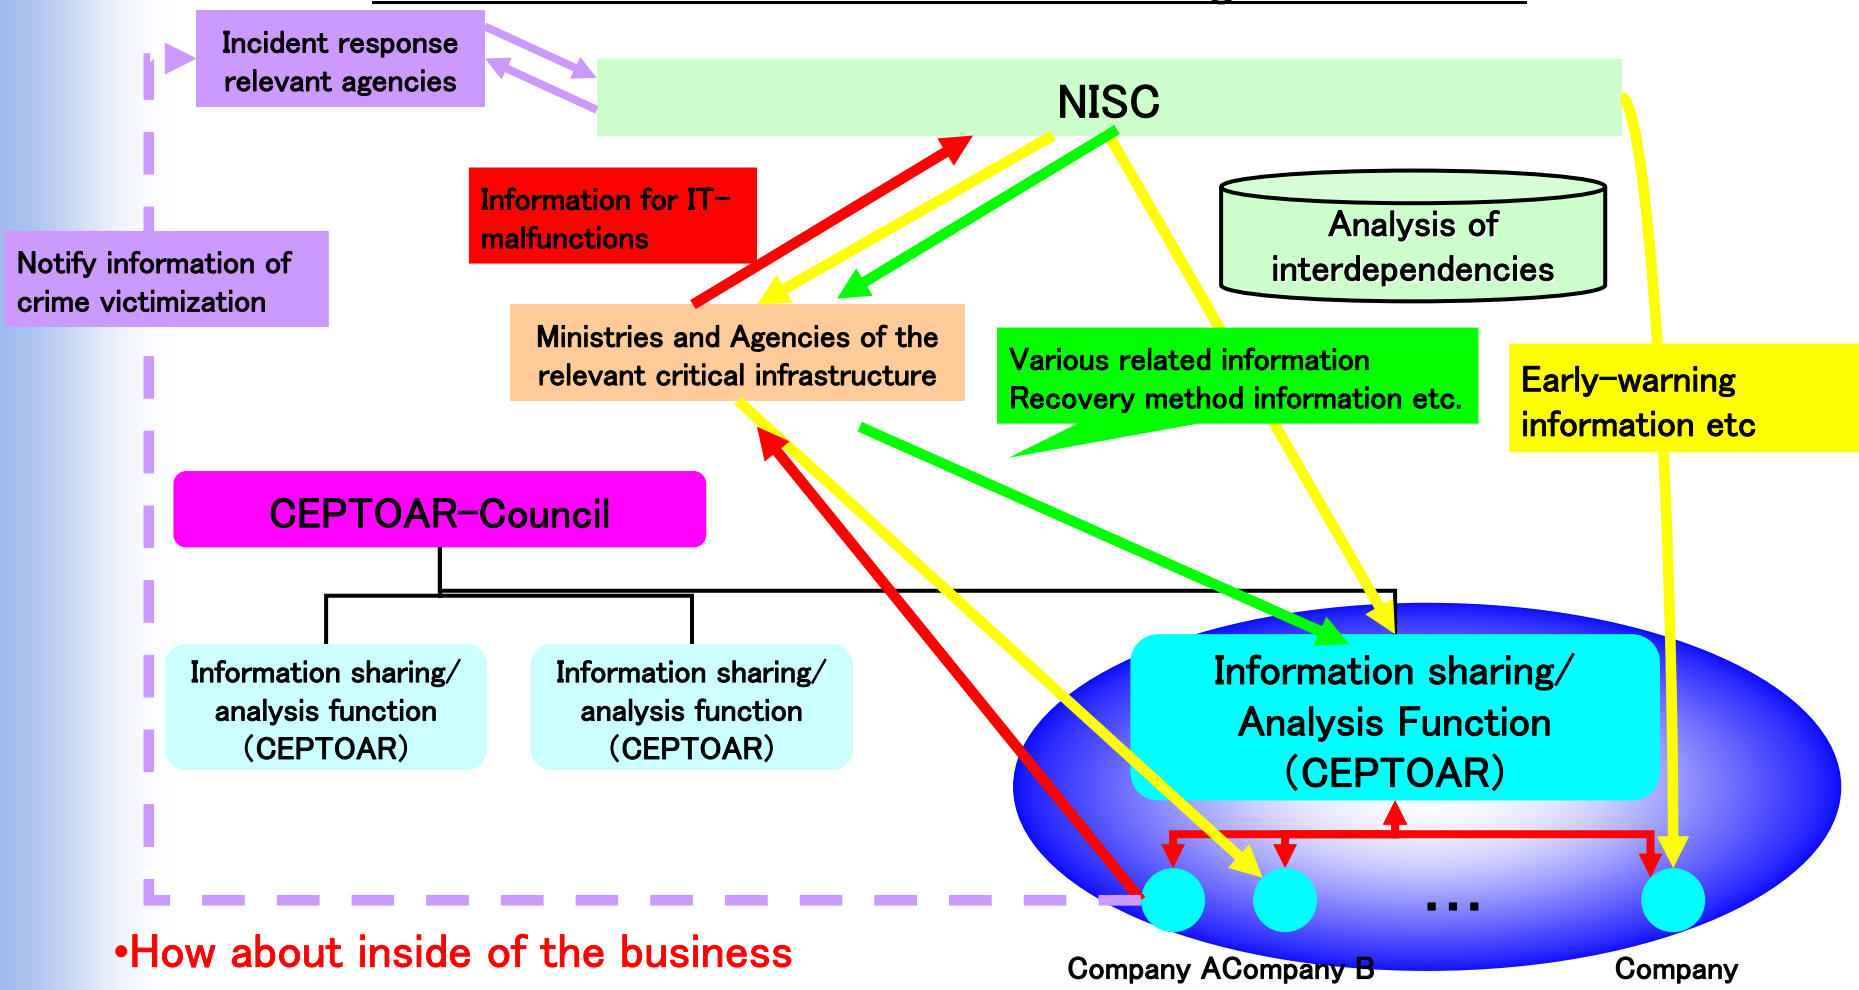 Incident response
relevant agencies
NISC
Information for IT-
malfunctions
Analysis of
interdependencies
Notify information of
crime victimization
Ministries and Agencies of the
relevant critical infrastructure
Various related information
Recovery method information etc.
Early-warning
information etc
CEPTOAR-Council
Information sharing/
analysis function
(CEPTOAR)
Information sharing/
analysis function
(CEPTOAR)
Information sharing/
Analysis Function
(CEPTOAR)
...
•How about inside of the business
Company A
Company B
Company